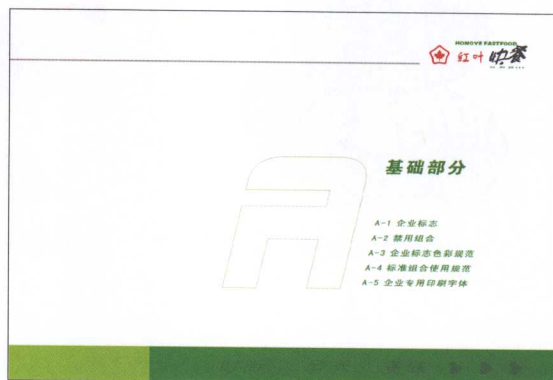 HONGYE FASTFOOD
红叶 快餐
基础部分
A-1 企业标志
A-2 禁用组合
A-3 企业标志色彩规范
A-4 标准组合使用规范
A-5 企业专用印刷字体